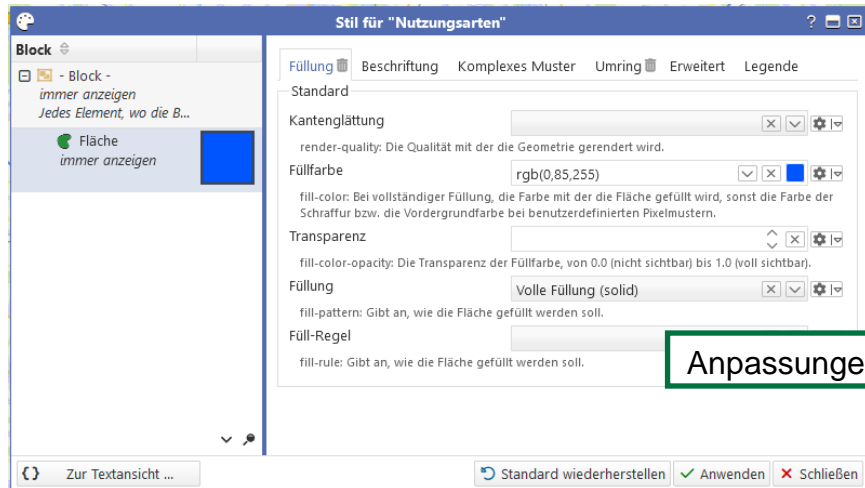 Stil für "Nutzungsarten"
?
Block
- Block -
immer anzeigen
Jedes Element, wo die B...
Fläche
immer anzeigen
Füllung Beschriftung Komplexes Muster Umring Erweitert Legende
Standard
Kantenglättung
render-quality: Die Qualität mit der die Geometrie gerendert wird.
Füllfarbe
rgb(0,85,255)
fill-color: Bei vollständiger Füllung, die Farbe mit der die Fläche gefüllt wird, sonst die Farbe der
Schraffur bzw. die Vordergrundfarbe bei benutzerdefinierten Pixelmustern.
Transparenz
fill-color-opacity: Die Transparenz der Füllfarbe, von 0.0 (nicht sichtbar) bis 1.0 (voll sichtbar).
Füllung
Volle Füllung (solid)
fill-pattern: Gibt an, wie die Fläche gefüllt werden soll.
Füll-Regel
fill-rule: Gibt an, wie die Fläche gefüllt werden soll.
Anpassunge
{} Zur Textansicht ...
Standard wiederherstellen Anwenden Schließen